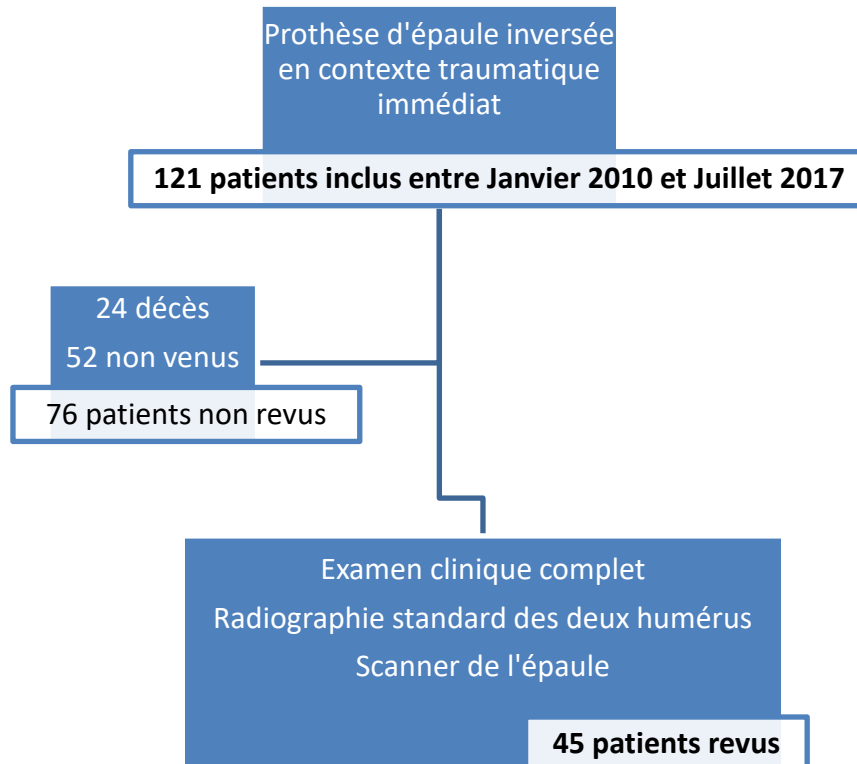 Prothèse d'épaule inversée
en contexte traumatique
immédiat
121 patients inclus entre Janvier 2010 et Juillet 2017
24 décès
52 non venus
76 patients non revus
Examen clinique complet
Radiographie standard des deux humérus
Scanner de l'épaule
45 patients revus